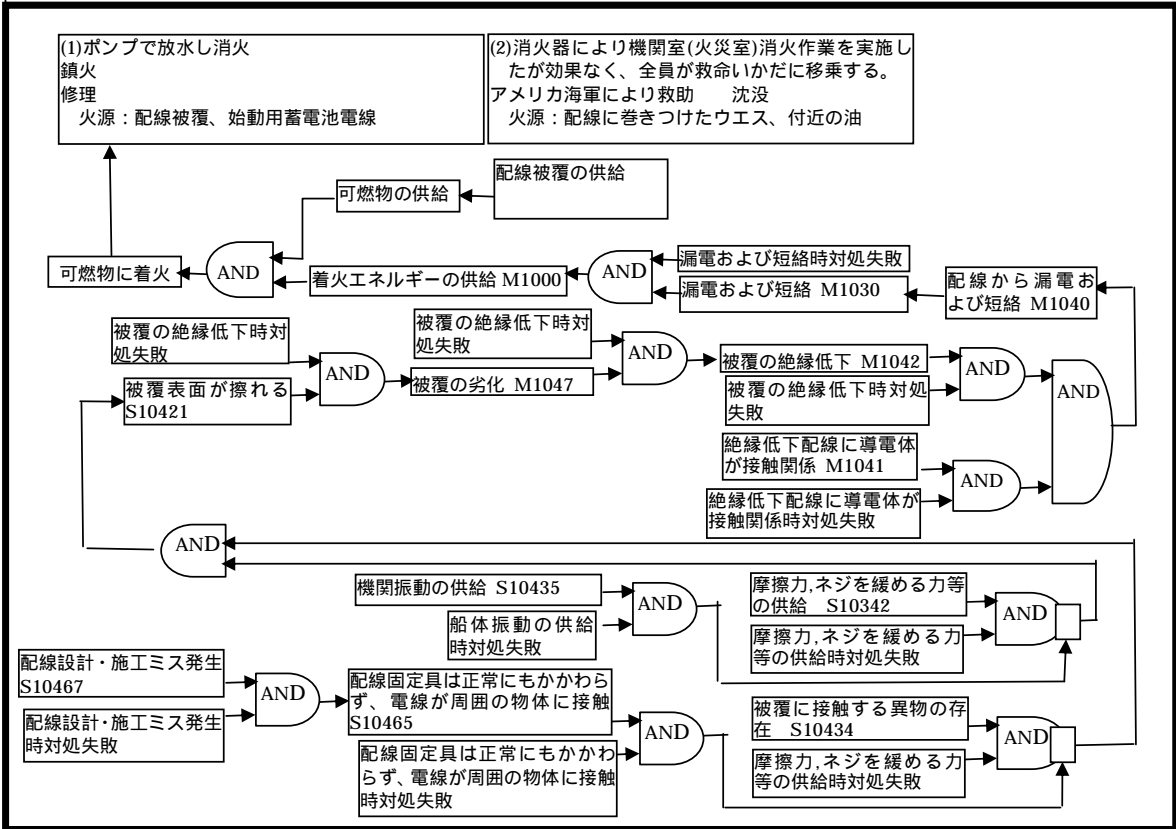 (1)ポンプで放水し消火
鎮火
修理
火源：配線被覆、始動用蓄電池電線
(2)消火器により機関室(火災室)消火作業を実施し
たが効果なく、全員が救命いかだに移乗する。
アメリカ海軍により救助　　沈没
火源：配線に巻きつけたウエス、付近の油
配線被覆の供給
可燃物の供給
可燃物に着火
AND
着火エネルギーの供給 M1000
AND
漏電および短絡時対処失敗
漏電および短絡 M1030
配線から漏電お
よび短絡 M1040
被覆の絶縁低下時対
処失敗
被覆表面が擦れる
S10421
AND
被覆の絶縁低下時対
処失敗
被覆の劣化 M1047
AND
被覆の絶縁低下 M1042
被覆の絶縁低下時対処
失敗
AND
AND
絶縁低下配線に導電体
が接触関係 M1041
絶縁低下配線に導電体が
接触関係時対処失敗
AND
AND
機関振動の供給 S10435
船体振動の供給
時対処失敗
AND
摩擦力,ネジを緩める力等
の供給　S10342
摩擦力,ネジを緩める力
等の供給時対処失敗
AND
配線設計・施工ミス発生
S10467
配線設計・施工ミス発生
時対処失敗
AND
配線固定具は正常にもかかわら
ず、電線が周囲の物体に接触
S10465
配線固定具は正常にもかかわ
らず、電線が周囲の物体に接触
時対処失敗
AND
被覆に接触する異物の存
在　S10434
摩擦力,ネジを緩める力
等の供給時対処失敗
AND